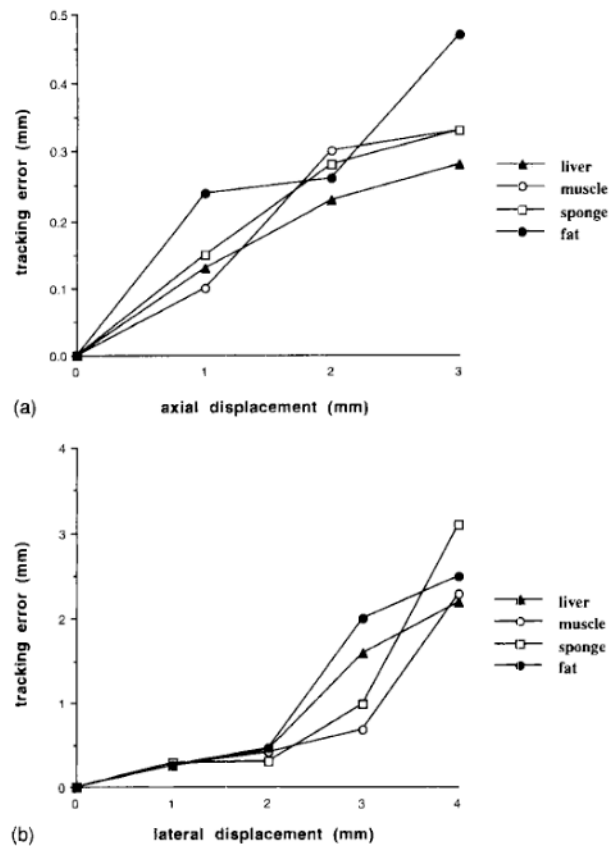 0.5
0.4
0.3
0.2
0.1
0.0
tracking error (mm)
0 1 2 3
axial displacement (mm)
(a)
liver
muscle
sponge
fat
4
3
2
1
0
tracking error (mm)
0 1 2 3 4
lateral displacement (mm)
(b)
liver
muscle
sponge
fat